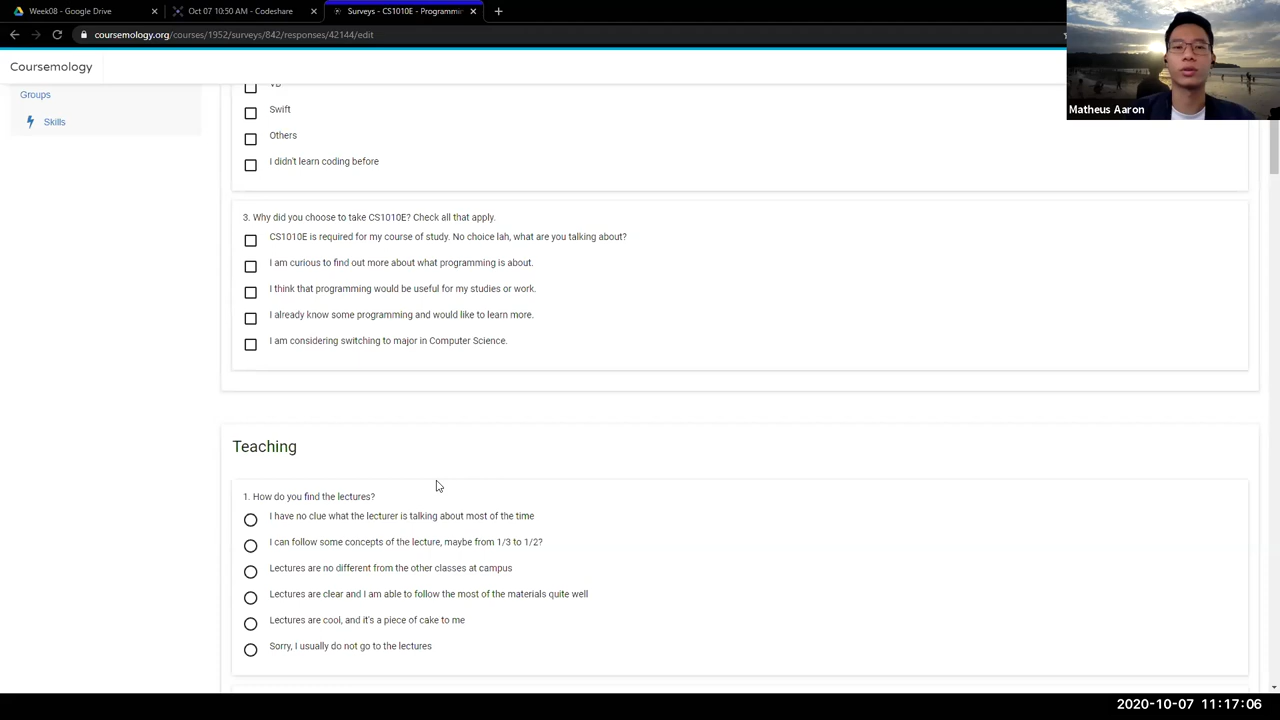 Week08 - Google Drive
Oct 07 10:50 AM - Codeshare
Surveys - CS1010E - Programmi
coursemology.org/courses/1952/surveys/842/responses/42144/edit
Coursemology
Matheus Aaron
Groups
Skills
VB
Swift
Others
I didn't learn coding before
3. Why did you choose to take CS1010E? Check all that apply.
CS1010E is required for my course of study. No choice lah, what are you talking about?
I am curious to find out more about what programming is about.
I think that programming would be useful for my studies or work.
I already know some programming and would like to learn more.
I am considering switching to major in Computer Science.
Teaching
1. How do you find the lectures?
I have no clue what the lecturer is talking about most of the time
I can follow some concepts of the lecture, maybe from 1/3 to 1/2?
Lectures are no different from the other classes at campus
Lectures are clear and I am able to follow the most of the materials quite well
Lectures are cool, and it's a piece of cake to me
Sorry, I usually do not go to the lectures
2020-10-07 11:17:06